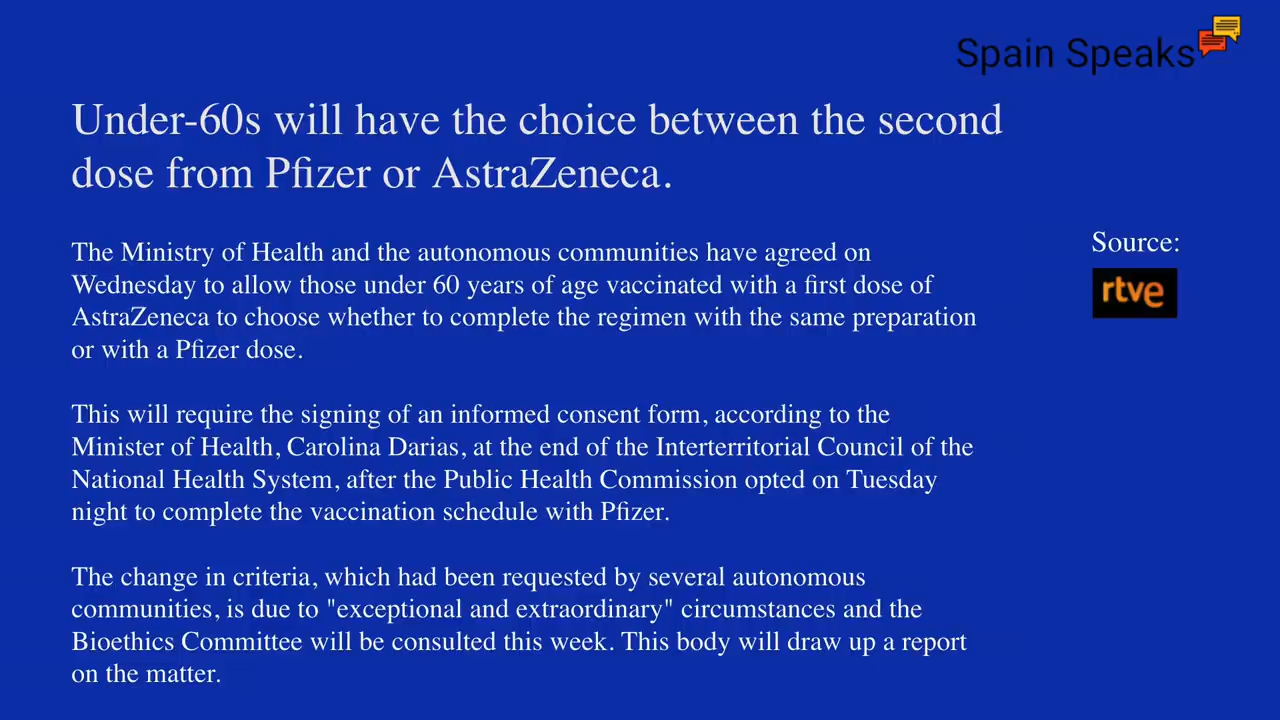 Spain Speaks
Under-60s will have the choice between the second
dose from Pfizer or AstraZeneca.
The Ministry of Health and the autonomous communities have agreed on
Wednesday to allow those under 60 years of age vaccinated with a first dose of
AstraZeneca to choose whether to complete the regimen with the same preparation
or with a Pfizer dose.
This will require the signing of an informed consent form, according to the
Minister of Health, Carolina Darias, at the end of the Interterritorial Council of the
National Health System, after the Public Health Commission opted on Tuesday
night to complete the vaccination schedule with Pfizer.
The change in criteria, which had been requested by several autonomous
communities, is due to "exceptional and extraordinary" circumstances and the
Bioethics Committee will be consulted this week. This body will draw up a report
on the matter.
Source:
rtve